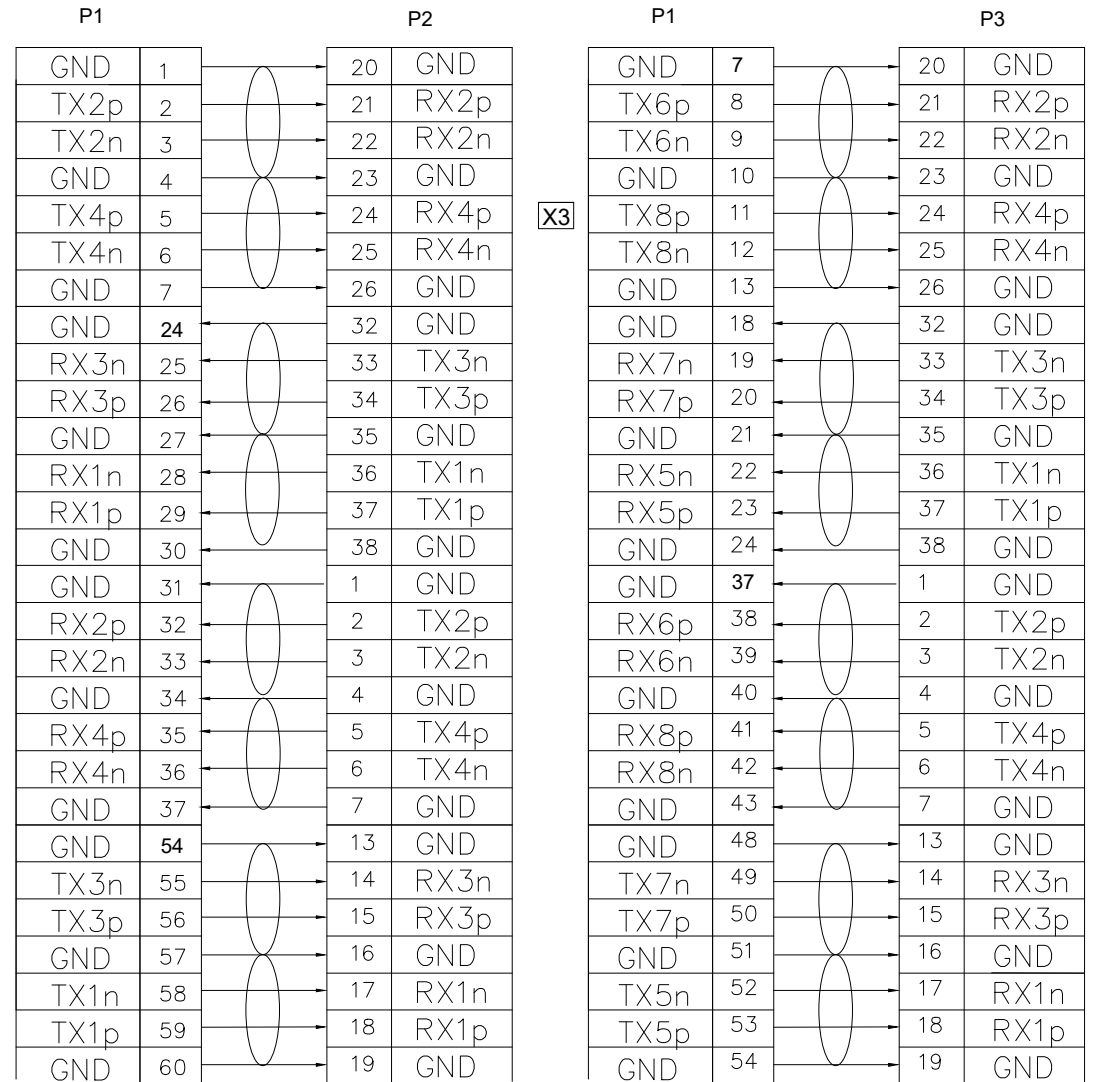 P1 P2 P1 P3
GND 1 20 GND GND 7 20 GND
TX2p 2 21 RX2p TX6p 8 21 RX2p
TX2n 3 22 RX2n TX6n 9 22 RX2n
GND 4 23 GND GND 10 23 GND
TX4p 5 24 RX4p X3 TX8p 11 24 RX4p
TX4n 6 25 RX4n TX8n 12 25 RX4n
GND 7 26 GND GND 13 26 GND
GND 24 32 GND GND 18 32 GND
RX3n 25 33 TX3n RX7n 19 33 TX3n
RX3p 26 34 TX3p RX7p 20 34 TX3p
GND 27 35 GND GND 21 35 GND
RX1n 28 36 TX1n RX5n 22 36 TX1n
RX1p 29 37 TX1p RX5p 23 37 TX1p
GND 30 38 GND GND 24 38 GND
GND 31 1 GND GND 37 1 GND
RX2p 32 2 TX2p RX6p 38 2 TX2p
RX2n 33 3 TX2n RX6n 39 3 TX2n
GND 34 4 GND GND 40 4 GND
RX4p 35 5 TX4p RX8p 41 5 TX4p
RX4n 36 6 TX4n RX8n 42 6 TX4n
GND 37 7 GND GND 43 7 GND
GND 54 13 GND GND 48 13 GND
TX3n 55 14 RX3n TX7n 49 14 RX3n
TX3p 56 15 RX3p TX7p 50 15 RX3p
GND 57 16 GND GND 51 16 GND
TX1n 58 17 RX1n TX5n 52 17 RX1n
TX1p 59 18 RX1p TX5p 53 18 RX1p
GND 60 19 GND GND 54 19 GND